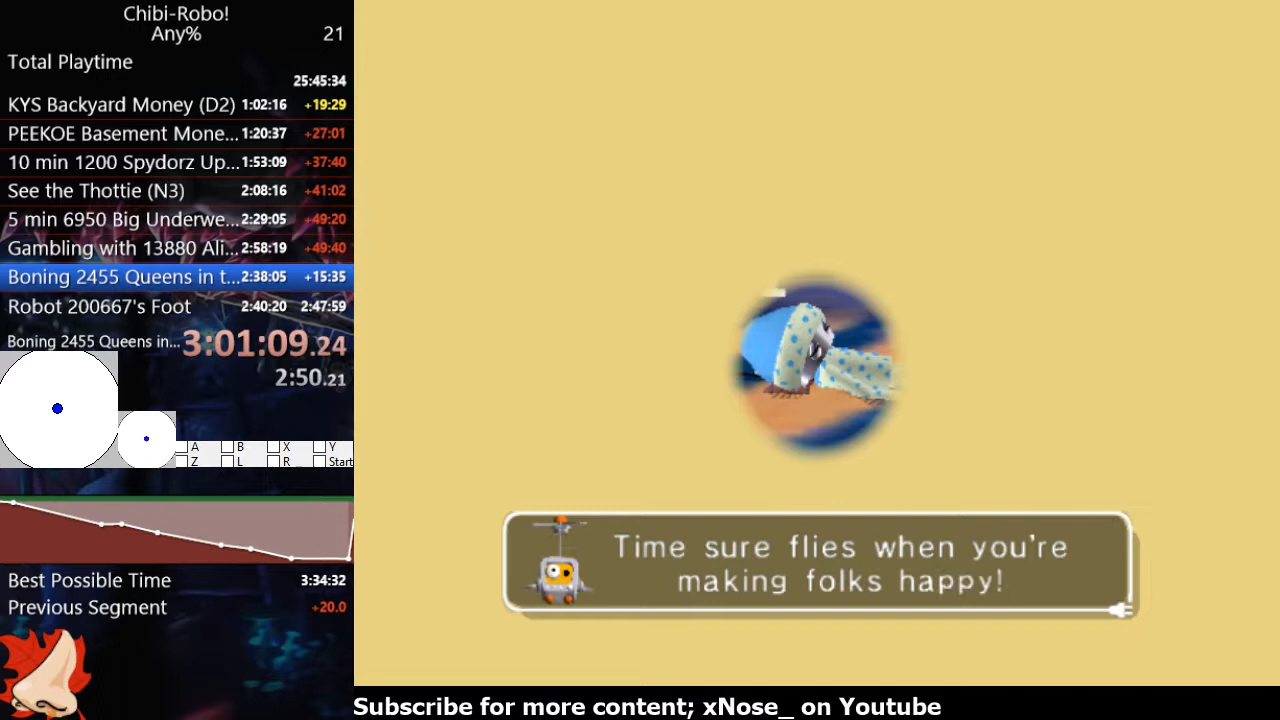 Chibi-Robo!
Any% 21
Total Playtime
25:45:34
KYS Backyard Money (D2) 1:02:16 +19:29
PEEKOE Basement Mone... 1:20:37 +27:01
10 min 1200 Spydorz Up... 1:53:09 +37:40
See the Thottie (N3) 2:08:16 +41:02
5 min 6950 Big Underwe... 2:29:05 +49:20
Gambling with 13880 Ali... 2:58:19 +49:40
Boning 2455 Queens in t... 2:38:05 +15:35
Robot 200667's Foot 2:40:20 2:47:59
Boning 2455 Queens in... 3:01:09.24
2:50.21
A B X Y
Z L R Start
Time sure flies when you're
making folks happy!
Best Possible Time 3:34:32
Previous Segment +20.0
Subscribe for more content; xNose_ on Youtube